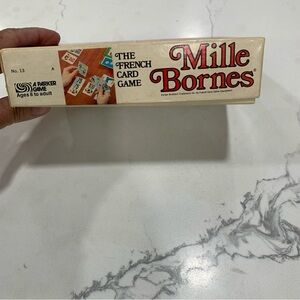 No. 13
A
A PARKER
GAME
Ages 8 to adult
THE
FRENCH
CARD
GAME
Mille
Bornes®